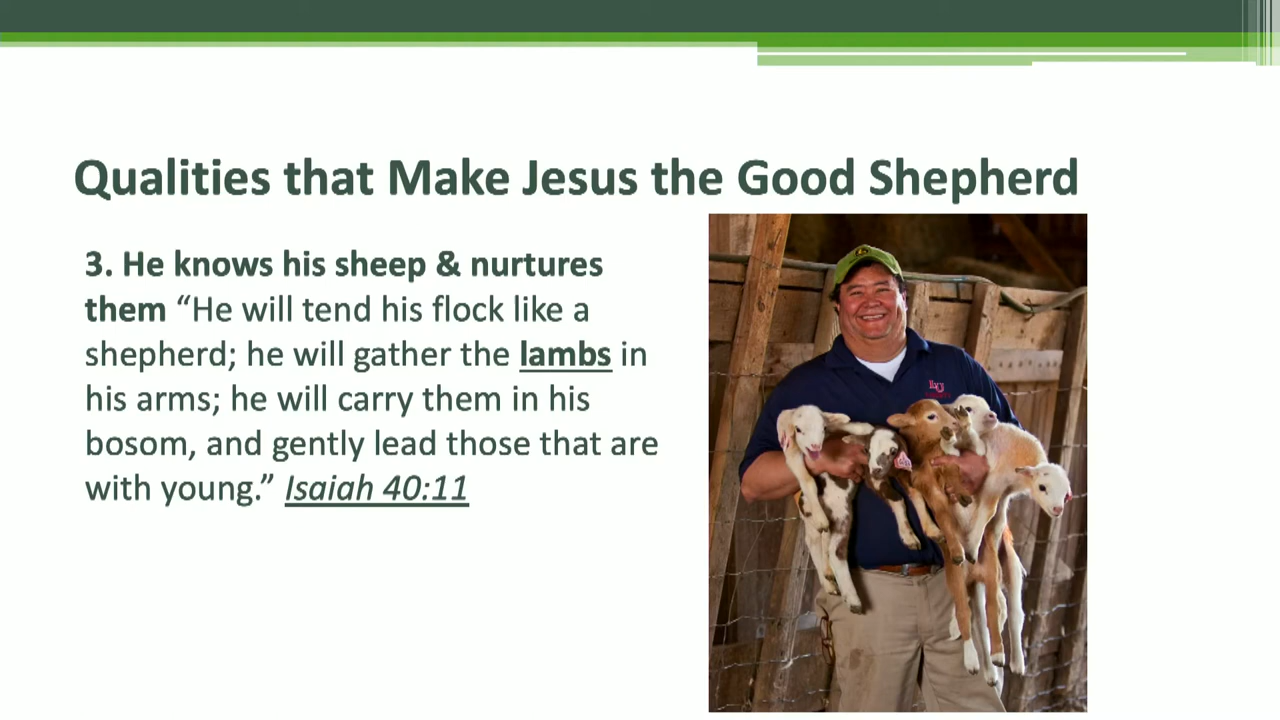 Qualities that Make Jesus the Good Shepherd
3. He knows his sheep & nurtures
them “He will tend his flock like a
shepherd; he will gather the lambs in
his arms; he will carry them in his
bosom, and gently lead those that are
with young.” Isaiah 40:11